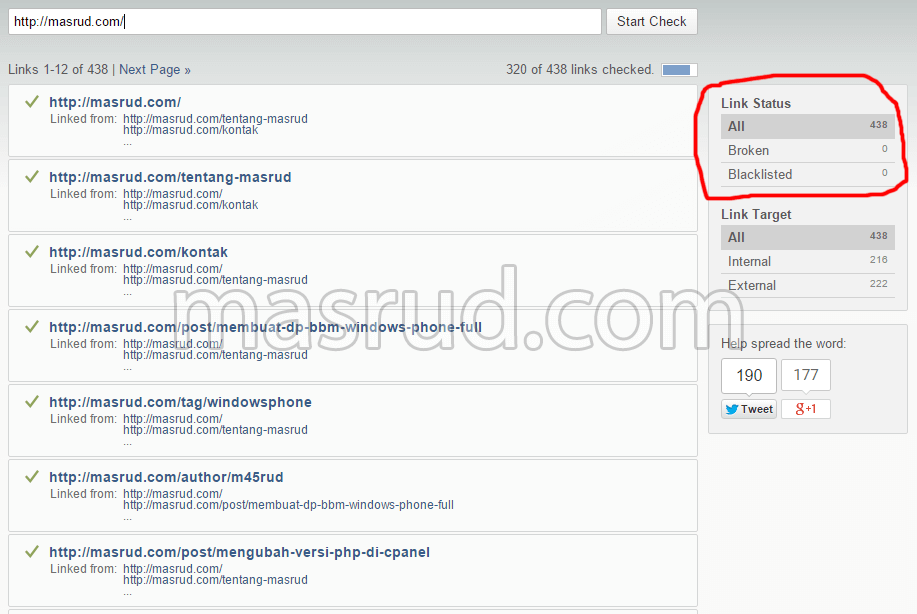 http://masrud.com/
Start Check
Links 1-12 of 438 | Next Page »
320 of 438 links checked.
http://masrud.com/
Linked from: http://masrud.com/tentang-masrud
http://masrud.com/kontak
...
http://masrud.com/tentang-masrud
Linked from: http://masrud.com/
http://masrud.com/kontak
...
http://masrud.com/kontak
Linked from: http://masrud.com/
http://masrud.com/tentang-masrud
...
http://masrud.com/post/membuat-dp-bbm-windows-phone-full
Linked from: http://masrud.com/
http://masrud.com/tentang-masrud
...
http://masrud.com/tag/windowsphone
Linked from: http://masrud.com/
http://masrud.com/tentang-masrud
...
http://masrud.com/author/m45rud
Linked from: http://masrud.com/
http://masrud.com/post/membuat-dp-bbm-windows-phone-full
...
http://masrud.com/post/mengubah-versi-php-di-cpanel
Linked from: http://masrud.com/
http://masrud.com/tentang-masrud
...
Link Status
All 438
Broken 0
Blacklisted 0
Link Target
All 438
Internal 216
External 222
Help spread the word:
190 177
Tweet g+1
masrud.com